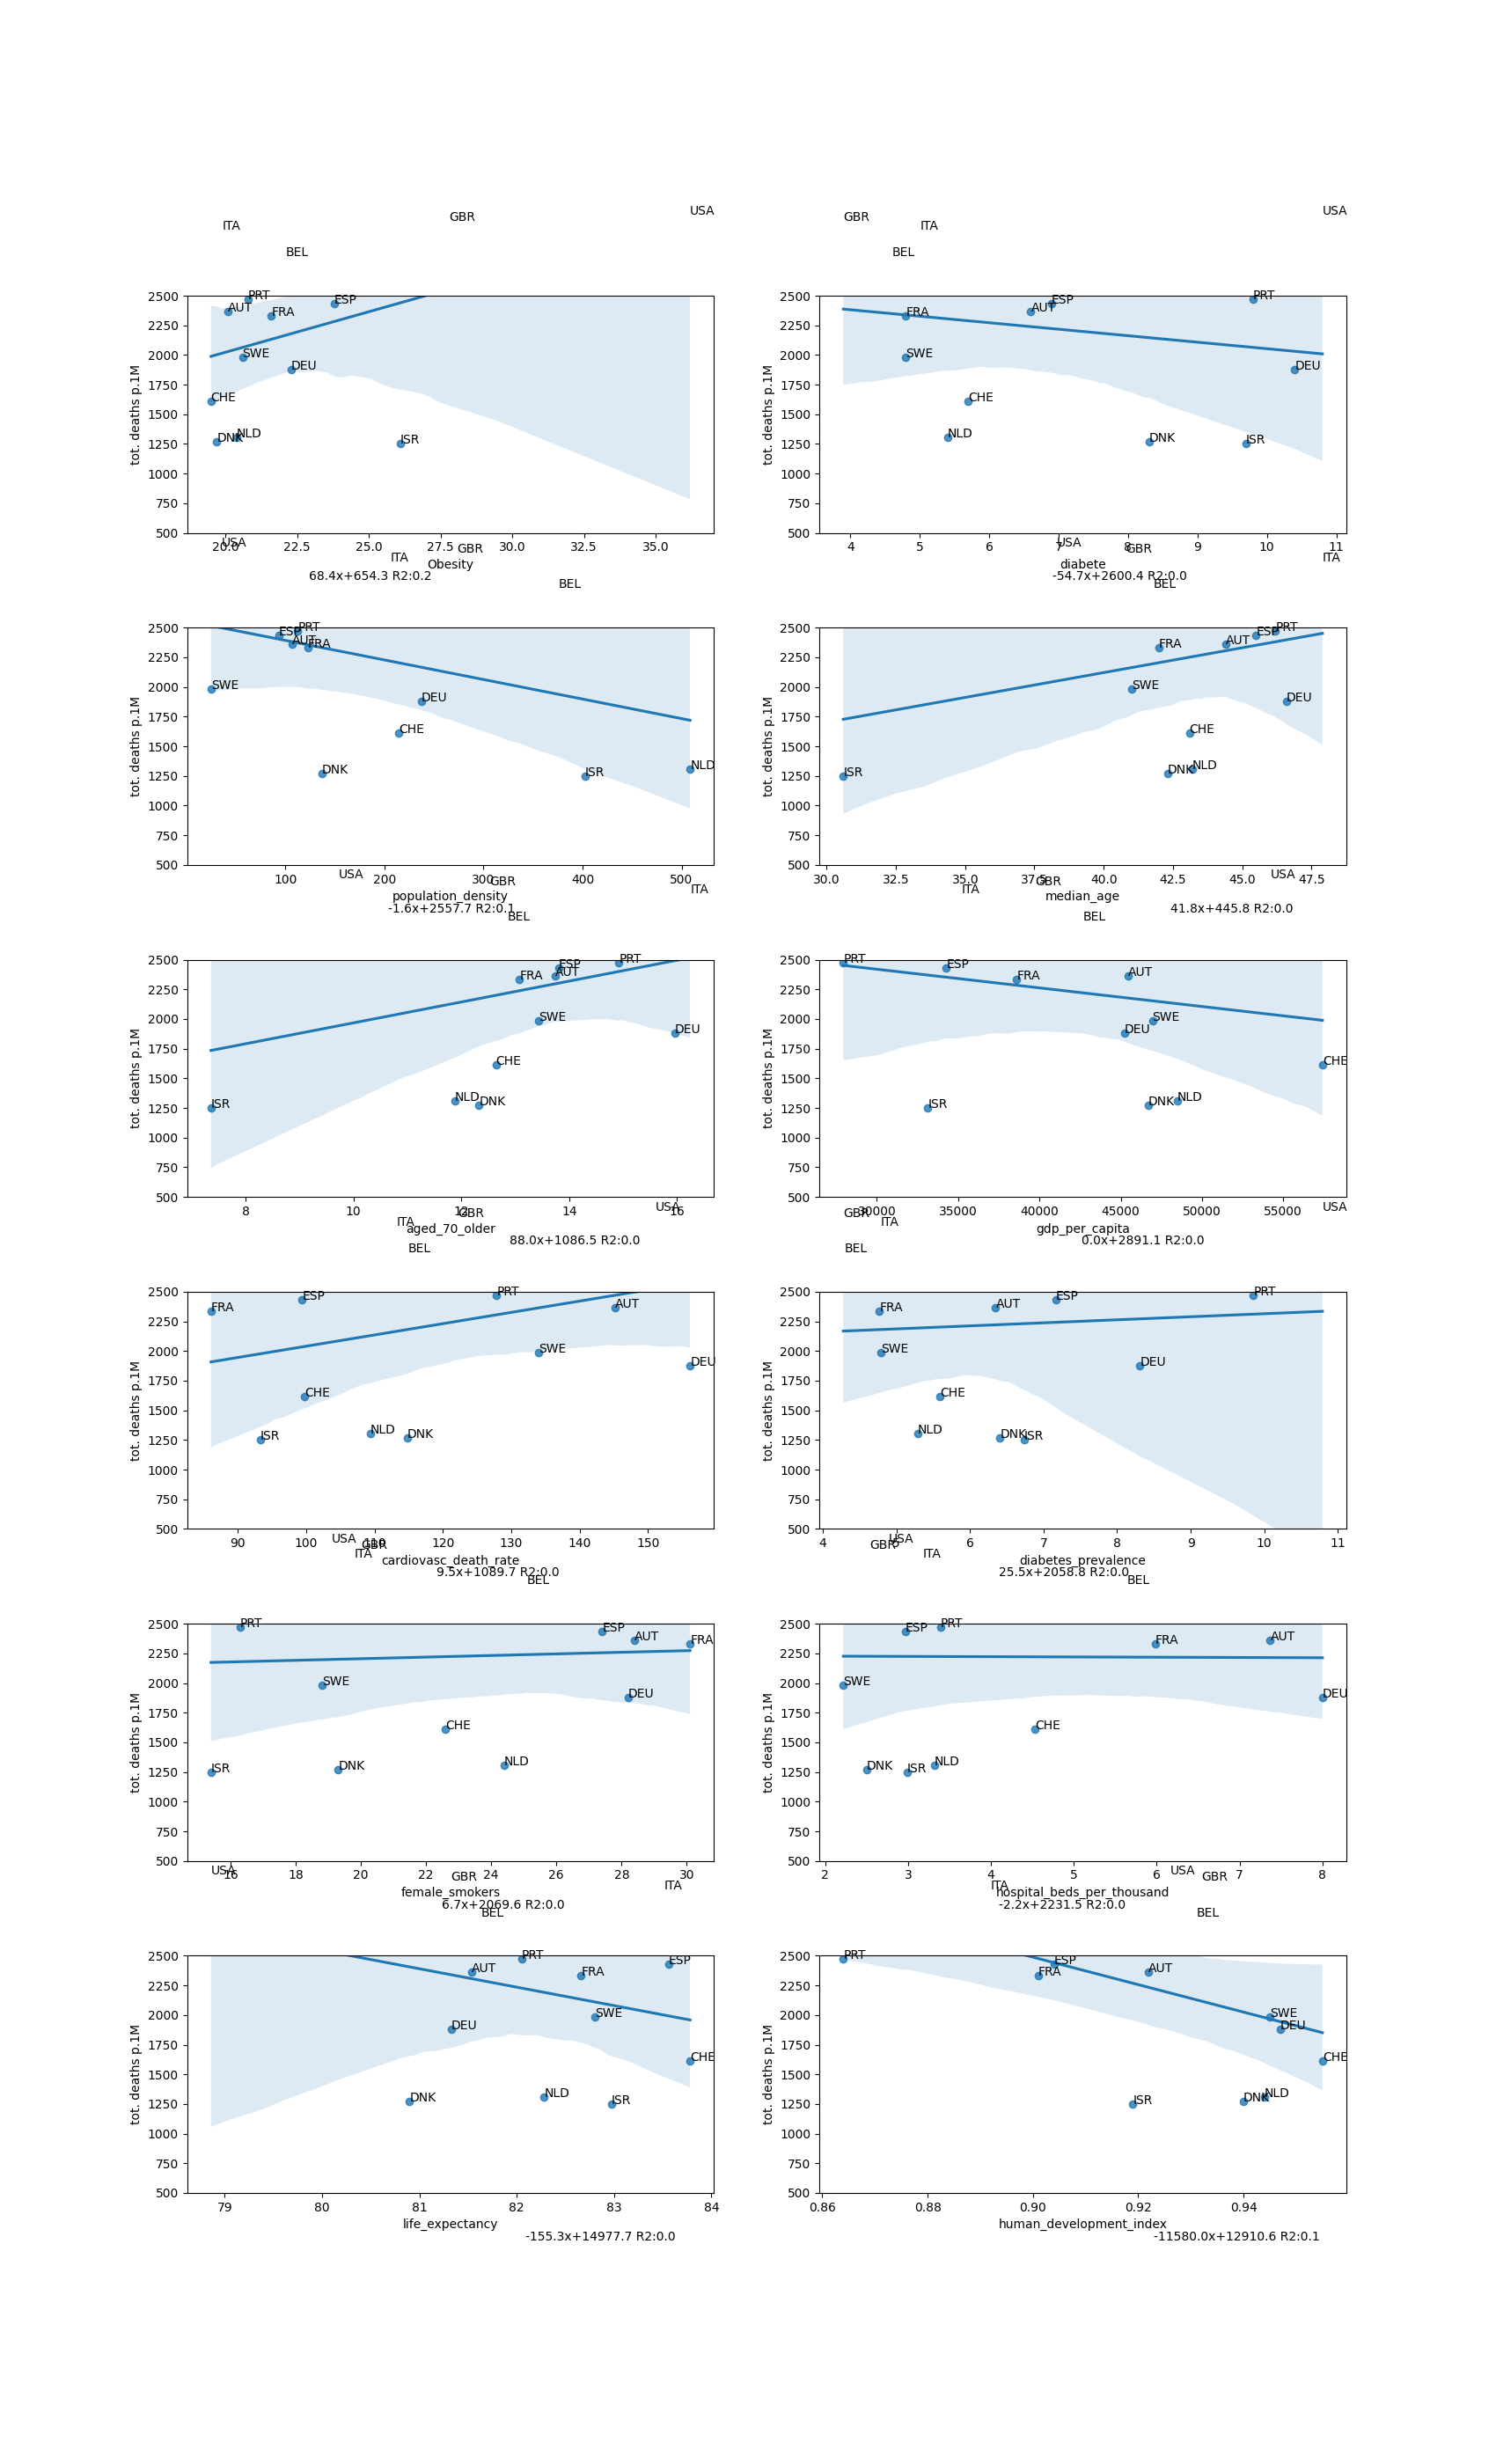 USA
GBR
ITA
BEL
USA
GBR
ITA
BEL
2500
2250
2000
1750
1500
1250
1000
750
500
tot. deaths p.1M
PRT
ESP
AUT
FRA
SWE
DEU
CHE
DNK
NLD
ISR
20.0 22.5 25.0 27.5 30.0 32.5 35.0
Obesity
68.4x+654.3 R2:0.2
2500
2250
2000
1750
1500
1250
1000
750
500
tot. deaths p.1M
PRT
ESP
AUT
FRA
SWE
DEU
CHE
NLD
DNK
ISR
4 5 6 7 8 9 10 11
diabete
-54.7x+2600.4 R2:0.0
USA
GBR
ITA
BEL
USA
GBR
ITA
BEL
2500
2250
2000
1750
1500
1250
1000
750
500
tot. deaths p.1M
PRT
ESP
AUT
FRA
SWE
DEU
CHE
DNK
ISR
NLD
100 200 300 400 500
population_density
-1.6x+2557.7 R2:0.1
2500
2250
2000
1750
1500
1250
1000
750
500
tot. deaths p.1M
PRT
ESP
AUT
FRA
SWE
DEU
CHE
NLD
DNK
ISR
30.0 32.5 35.0 37.5 40.0 42.5 45.0 47.5
median_age
41.8x+445.8 R2:0.0
USA
GBR
ITA
BEL
USA
GBR
ITA
BEL
2500
2250
2000
1750
1500
1250
1000
750
500
tot. deaths p.1M
PRT
ESP
AUT
FRA
SWE
DEU
CHE
NLD
DNK
ISR
8 10 12 14 16
aged_70_older
88.0x+1086.5 R2:0.0
2500
2250
2000
1750
1500
1250
1000
750
500
tot. deaths p.1M
PRT
ESP
FRA
AUT
SWE
DEU
CHE
NLD
DNK
ISR
30000 35000 40000 45000 50000 55000
gdp_per_capita
0.0x+2891.1 R2:0.0
USA
GBR
ITA
BEL
USA
GBR
ITA
BEL
2500
2250
2000
1750
1500
1250
1000
750
500
tot. deaths p.1M
FRA
ESP
PRT
AUT
SWE
DEU
CHE
NLD
DNK
ISR
90 100 110 120 130 140 150
cardiovasc_death_rate
9.5x+1089.7 R2:0.0
2500
2250
2000
1750
1500
1250
1000
750
500
tot. deaths p.1M
FRA
AUT
ESP
PRT
SWE
DEU
CHE
NLD
DNK
ISR
4 5 6 7 8 9 10 11
diabetes_prevalence
25.5x+2058.8 R2:0.0
USA
GBR
ITA
BEL
USA
GBR
ITA
BEL
2500
2250
2000
1750
1500
1250
1000
750
500
tot. deaths p.1M
PRT
ESP
AUT
FRA
SWE
DEU
CHE
NLD
DNK
ISR
16 18 20 22 24 26 28 30
female_smokers
6.7x+2069.6 R2:0.0
2500
2250
2000
1750
1500
1250
1000
750
500
tot. deaths p.1M
ESP
PRT
FRA
AUT
SWE
DEU
CHE
DNK
ISR
NLD
2 3 4 5 6 7 8
hospital_beds_per_thousand
-2.2x+2231.5 R2:0.0
USA
GBR
ITA
BEL
USA
GBR
ITA
BEL
2500
2250
2000
1750
1500
1250
1000
750
500
tot. deaths p.1M
PRT
ESP
AUT
FRA
SWE
DEU
CHE
DNK
NLD
ISR
79 80 81 82 83 84
life_expectancy
-155.3x+14977.7 R2:0.0
2500
2250
2000
1750
1500
1250
1000
750
500
tot. deaths p.1M
PRT
ESP
FRA
AUT
SWE
DEU
CHE
NLD
DNK
ISR
0.86 0.88 0.90 0.92 0.94
human_development_index
-11580.0x+12910.6 R2:0.1